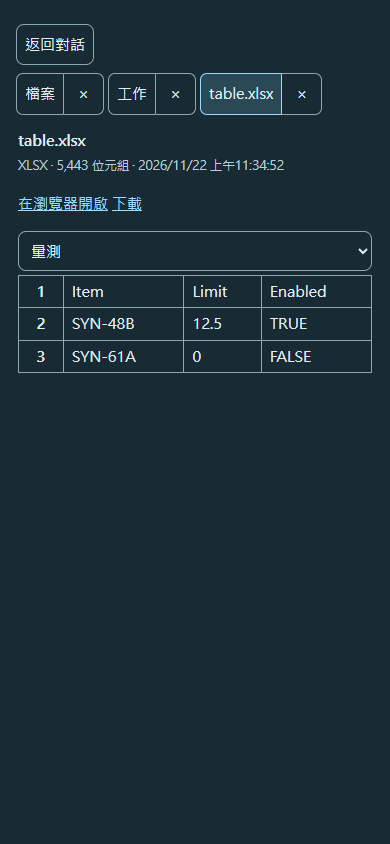 返回對話
檔案 × 工作 × table.xlsx ×
table.xlsx
XLSX · 5,443 位元組 · 2026/11/22 上午11:34:52
在瀏覽器開啟 下載
量測
1 Item Limit Enabled
2 SYN-48B 12.5 TRUE
3 SYN-61A 0 FALSE